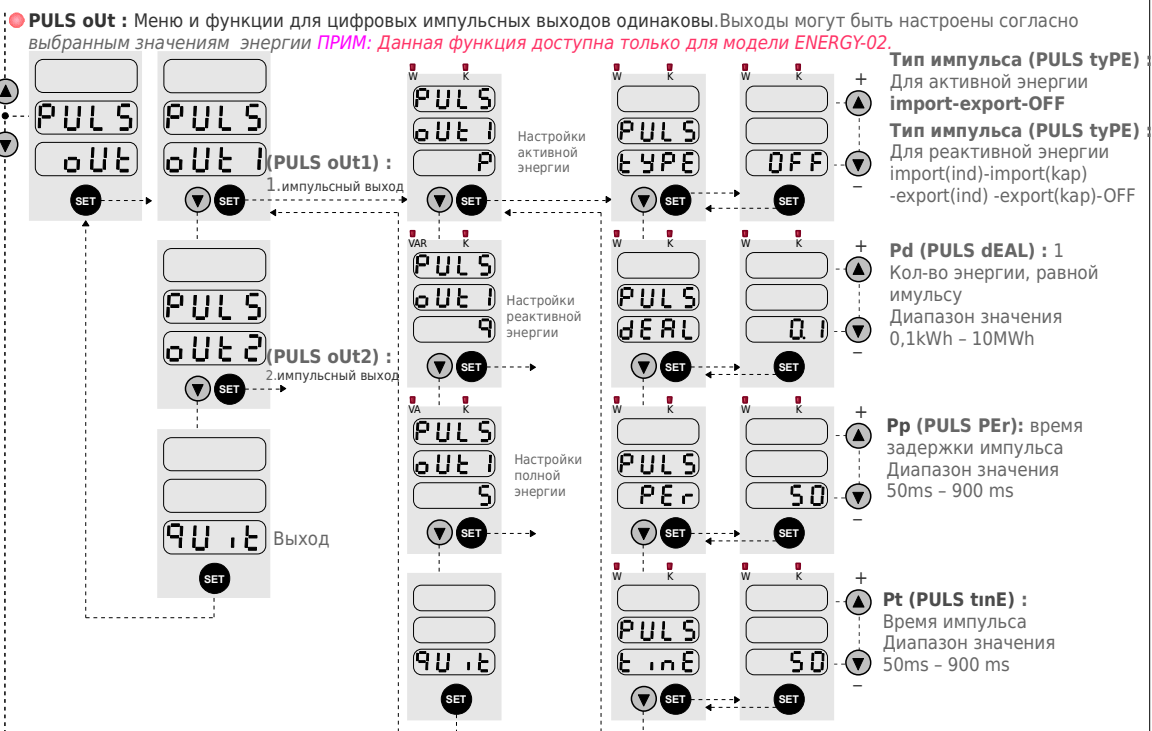 PULS oUt : Меню и функции для цифровых импульсных выходов одинаковы.Выходы могут быть настроены согласно
выбранным значениям энергии ПРИМ: Данная функция доступна только для модели ENERGY-02.
PULS
oUt
SET
PULS
oUt 1
SET
(PULS oUt1) :
1.импульсный выход
PULS
oUt2
SET
(PULS oUt2) :
2.импульсный выход
qUit
Выход
SET
W K
PULS
oUt 1
P
SET
Настройки
активной
энергии
VAR K
PULS
oUt 1
q
SET
Настройки
реактивной
энергии
VA K
PULS
oUt 1
S
SET
Настройки
полной
энергии
qUit
SET
W K
PULS
tYPE
SET
W K
OFF
SET
+
–
Тип импульса (PULS tyPE) :
Для активной энергии
import-export-OFF
Тип импульса (PULS tyPE) :
Для реактивной энергии
import(ind)-import(kap)
-export(ind) -export(kap)-OFF
W K
PULS
dEAL
SET
W K
0.1
SET
+
–
Pd (PULS dEAL) : 1
Кол-во энергии, равной
имульсу
Диапазон значения
0,1kWh – 10MWh
W K
PULS
PEr
SET
W K
50
SET
+
–
Pp (PULS PEr): время
задержки импульса
Диапазон значения
50ms – 900 ms
W K
PULS
tinE
SET
W K
50
SET
+
–
Pt (PULS tınE) :
Время импульса
Диапазон значения
50ms – 900 ms